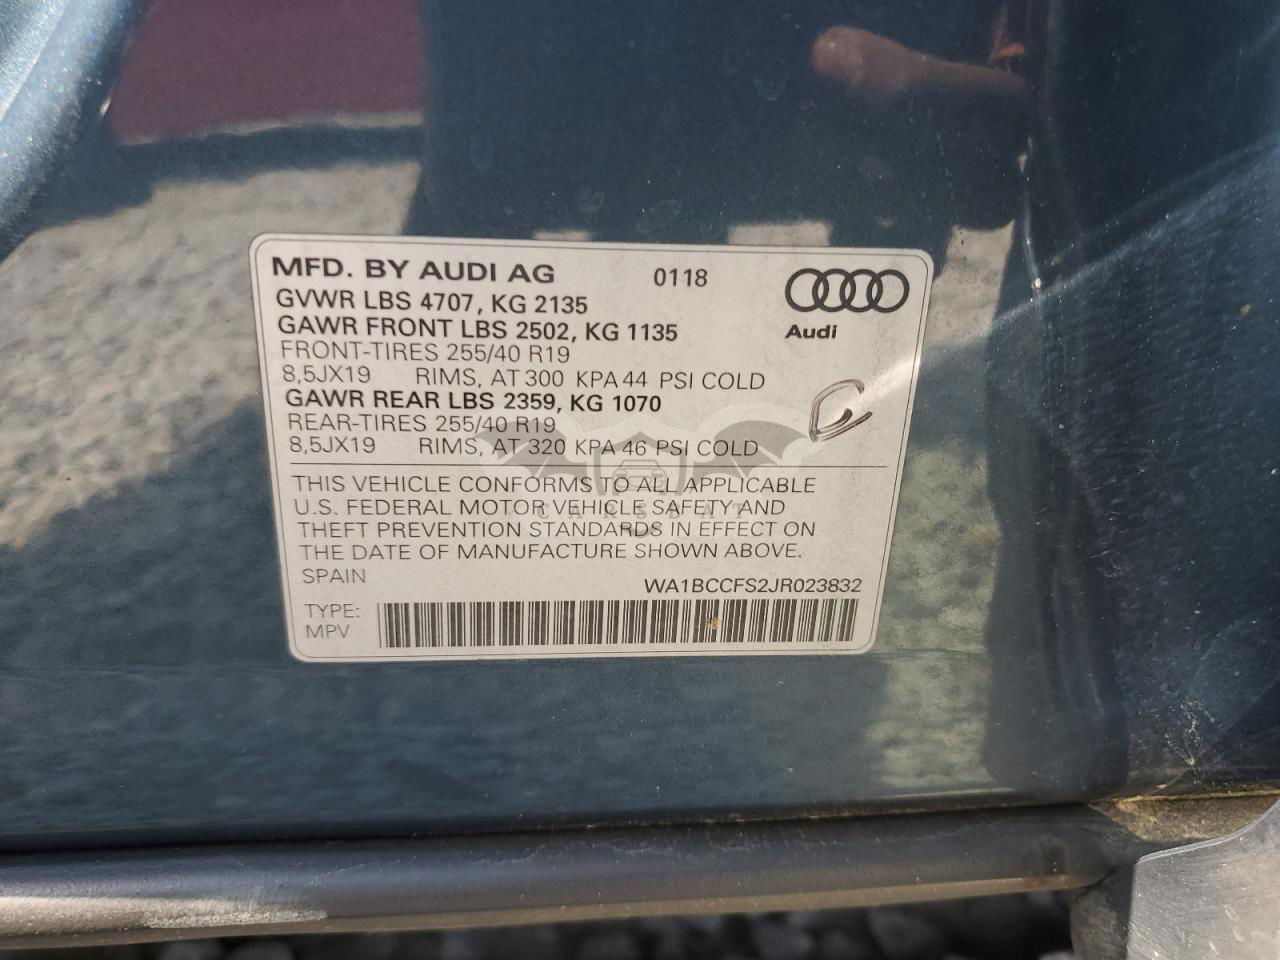 MFD. BY AUDI AG 0118
GVWR LBS 4707, KG 2135
GAWR FRONT LBS 2502, KG 1135
Audi
FRONT-TIRES 255/40 R19
8,5JX19 RIMS, AT 300 KPA 44 PSI COLD
GAWR REAR LBS 2359, KG 1070
REAR-TIRES 255/40 R19
8,5JX19 RIMS, AT 320 KPA 46 PSI COLD
THIS VEHICLE CONFORMS TO ALL APPLICABLE
U.S. FEDERAL MOTOR VEHICLE SAFETY AND
CARSBAT
THEFT PREVENTION STANDARDS IN EFFECT ON
THE DATE OF MANUFACTURE SHOWN ABOVE.
SPAIN WA1BCCFS2JR023832
TYPE:
MPV